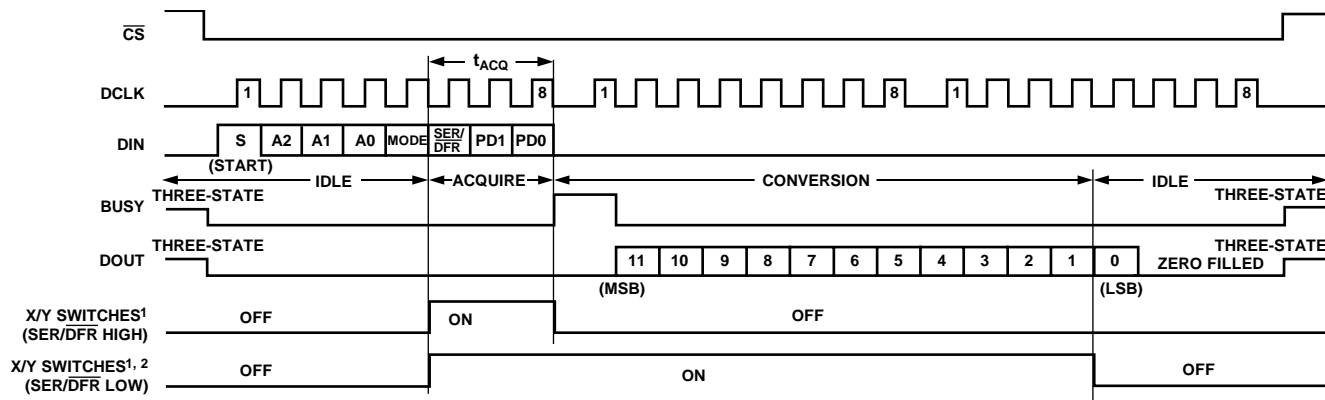 CS
tACQ
DCLK 1 8 1 8 1 8
DIN S A2 A1 A0 MODE SER/DFR PD1 PD0
(START)
IDLE ACQUIRE CONVERSION IDLE
THREE-STATE THREE-STATE
BUSY
THREE-STATE THREE-STATE
DOUT 11 10 9 8 7 6 5 4 3 2 1 0 ZERO FILLED
(MSB) (LSB)
X/Y SWITCHES1 OFF ON OFF
(SER/DFR HIGH)
X/Y SWITCHES1, 2 OFF ON OFF
(SER/DFR LOW)